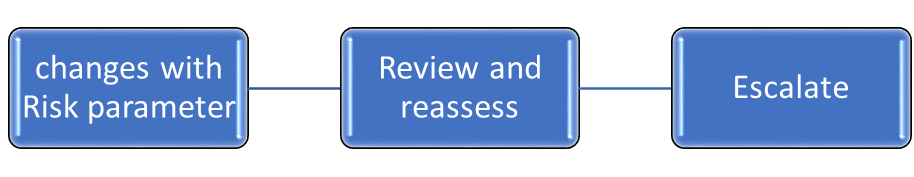 changes with
Risk parameter
Review and
reassess
Escalate